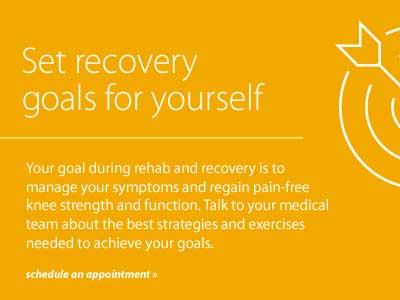 Set recovery
goals for yourself
Your goal during rehab and recovery is to
manage your symptoms and regain pain-free
knee strength and function. Talk to your medical
team about the best strategies and exercises
needed to achieve your goals.
schedule an appointment »